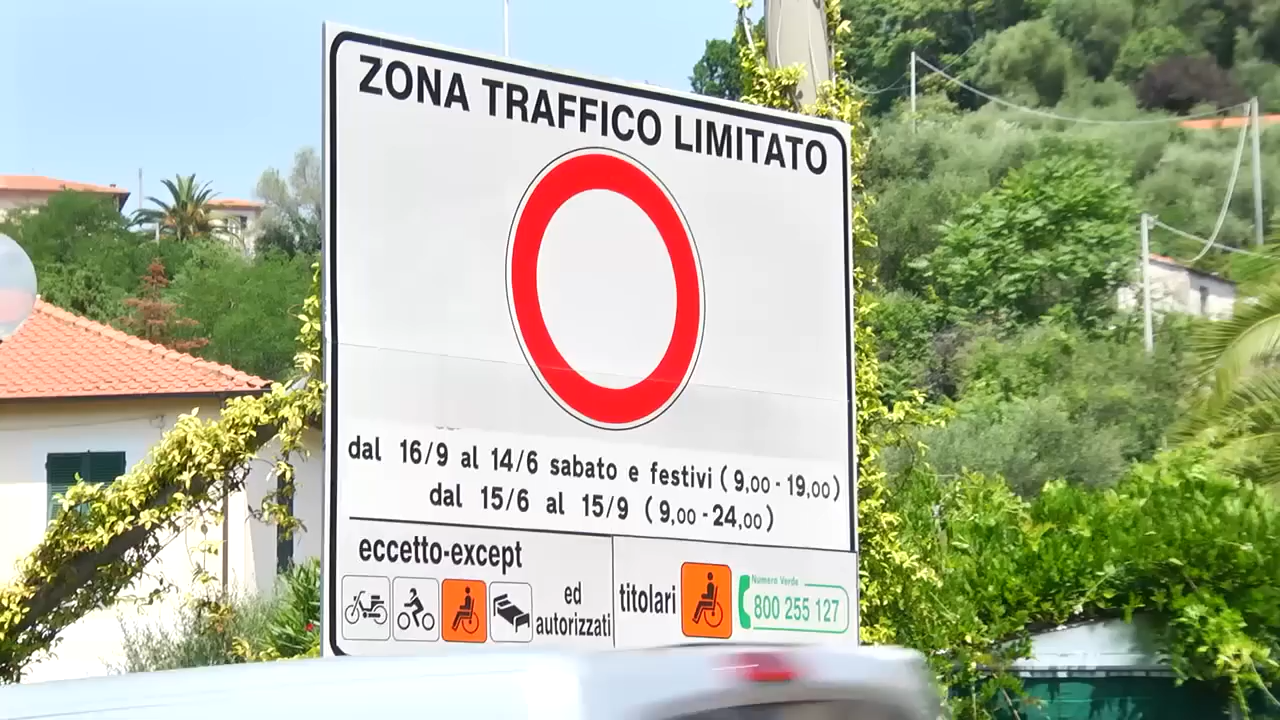 ZONA TRAFFICO LIMITATO
dal 16/9 al 14/6 sabato e festivi (9,00 - 19,00)
dal 15/6 al 15/9 (9,00 - 24,00)
eccetto-except
ed
autorizzati
titolari
Numero Verde
800 255 127